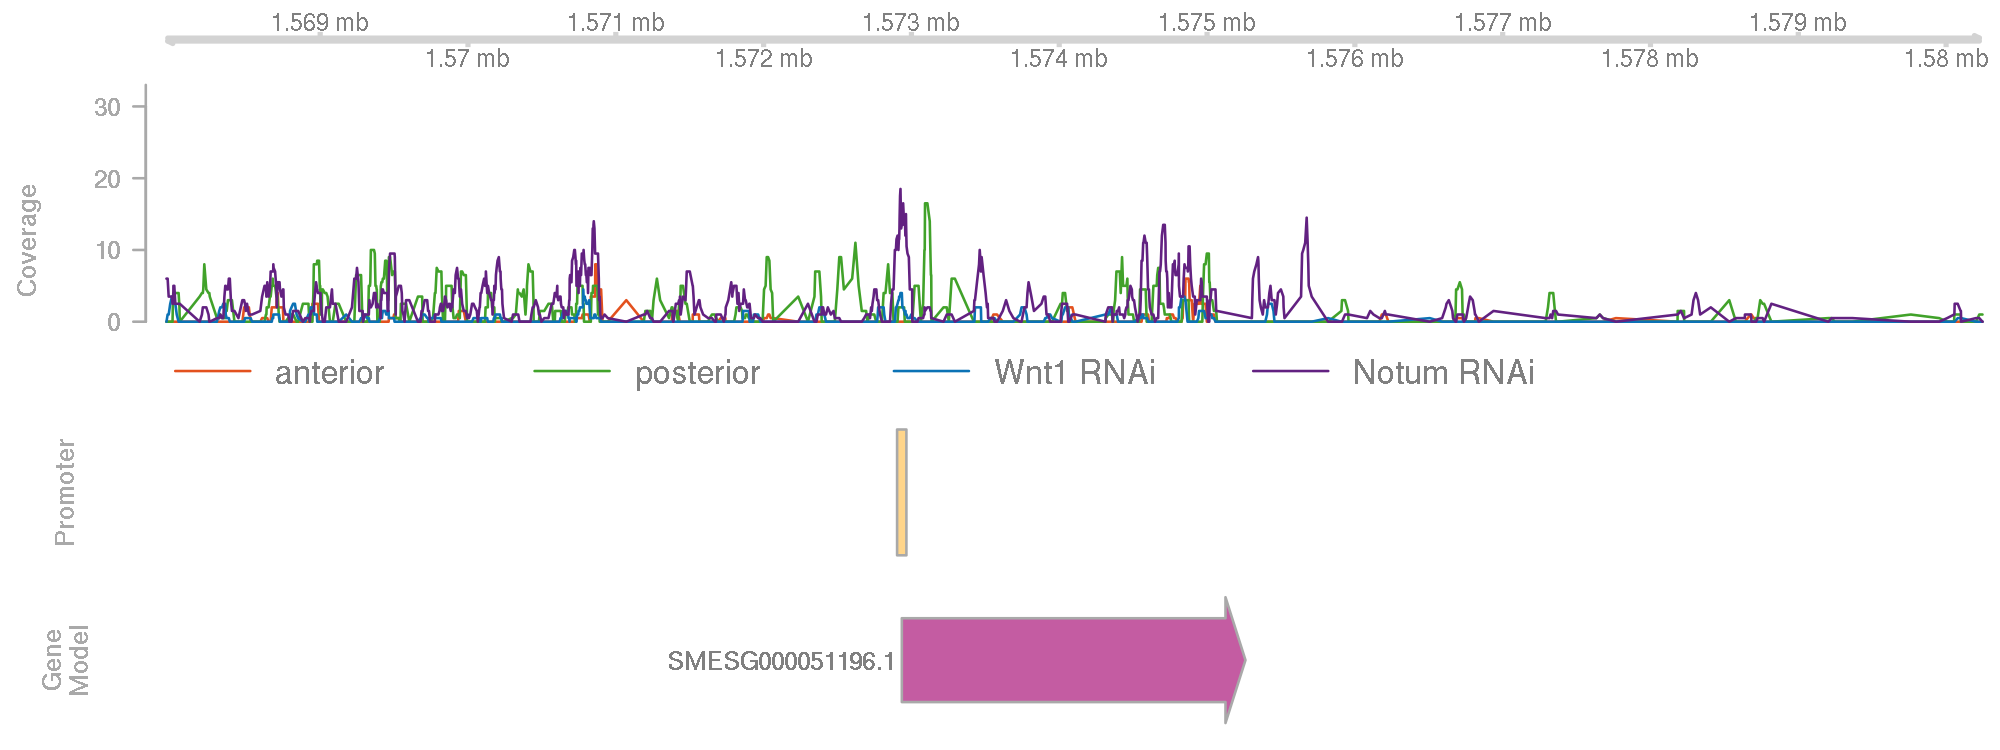 1.569 mb 1.571 mb 1.573 mb 1.575 mb 1.577 mb 1.579 mb
1.57 mb 1.572 mb 1.574 mb 1.576 mb 1.578 mb 1.58 mb
Coverage
30
20
10
0
anterior posterior Wnt1 RNAi Notum RNAi
Promoter
Gene
Model
SMESG000051196.1